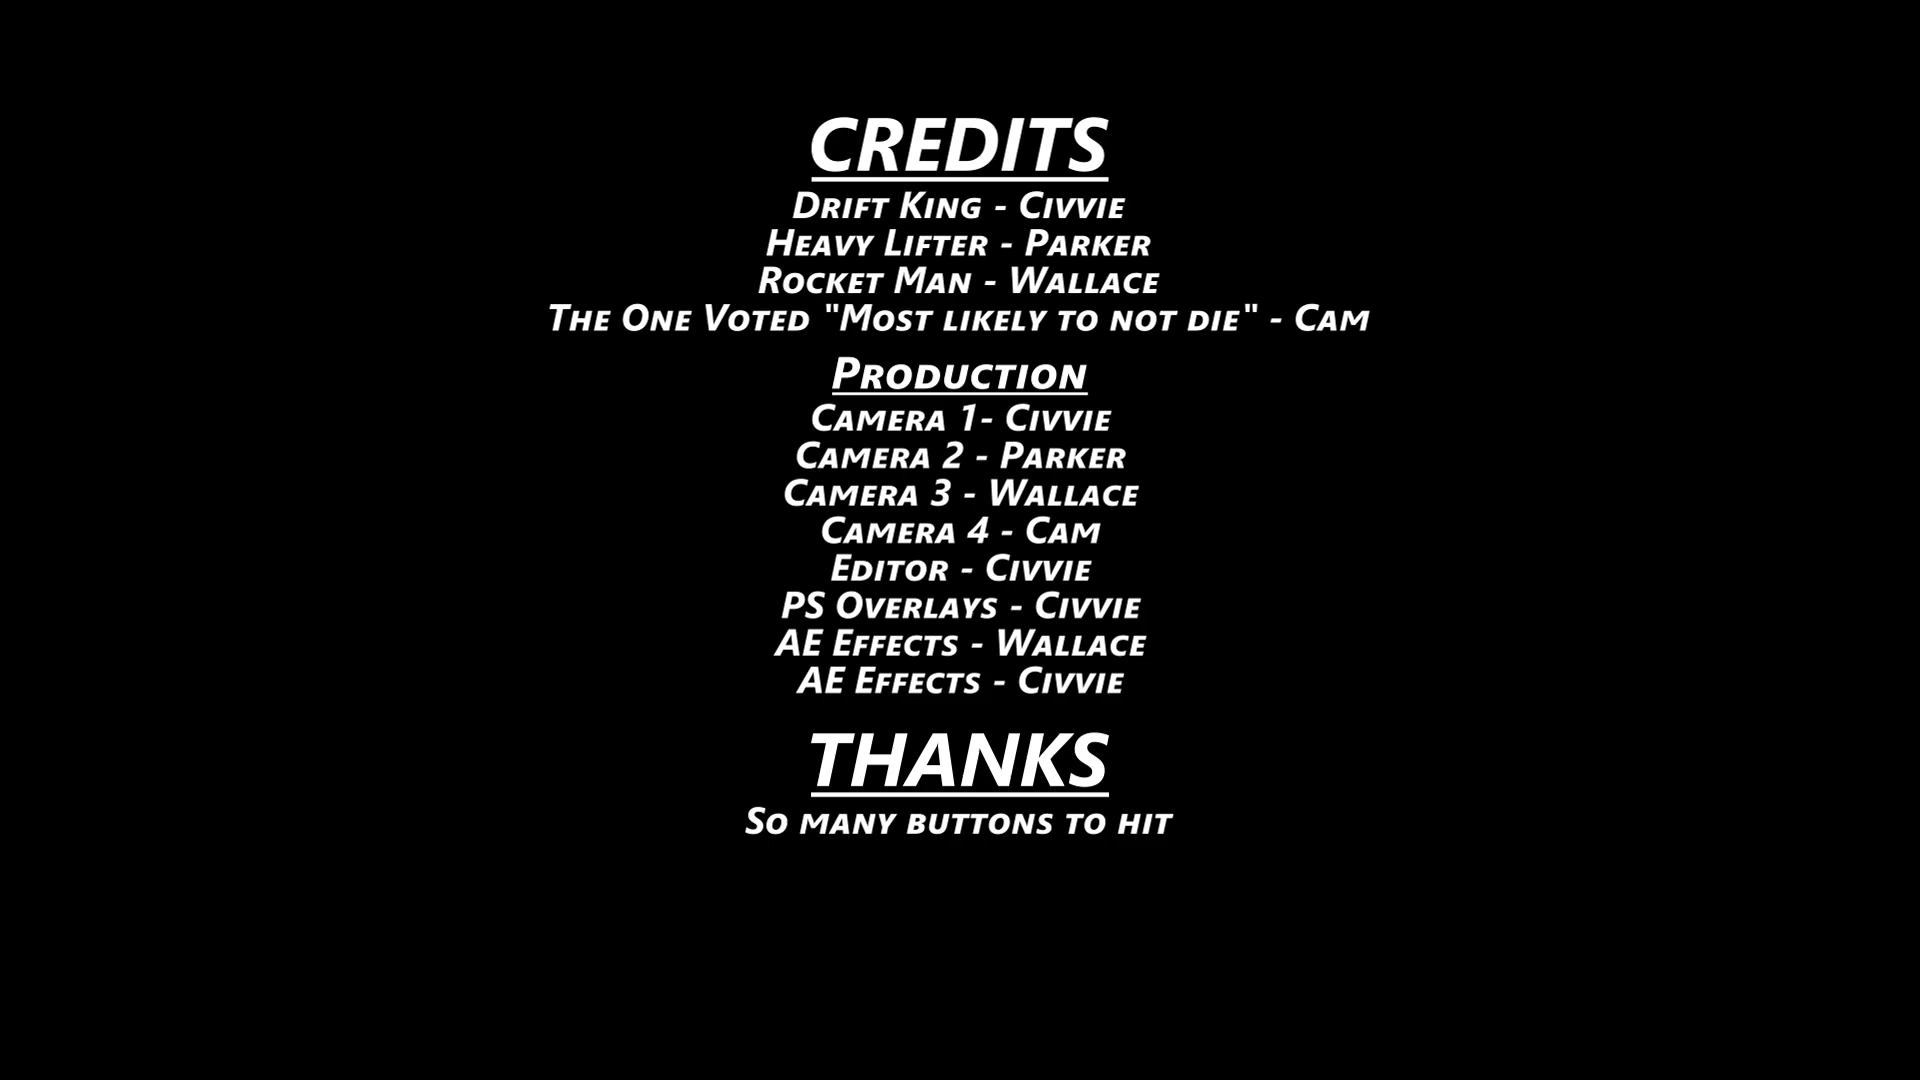 CREDITS
Drift King - Civvie
Heavy Lifter - Parker
Rocket Man - Wallace
The One Voted "Most likely to not die" - Cam
Production
Camera 1- Civvie
Camera 2 - Parker
Camera 3 - Wallace
Camera 4 - Cam
Editor - Civvie
PS Overlays - Civvie
AE Effects - Wallace
AE Effects - Civvie
THANKS
So many buttons to hit